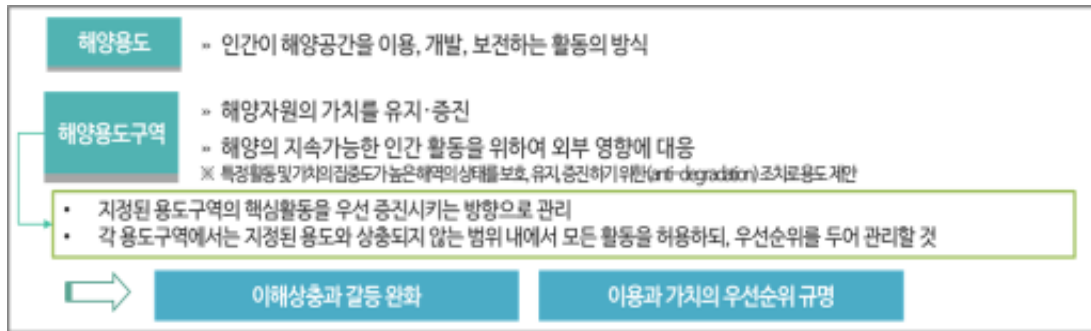 해양용도
» 인간이 해양공간을 이용, 개발, 보전하는 활동의 방식
해양용도구역
» 해양자원의 가치를 유지·증진
» 해양의 지속가능한 인간 활동을 위하여 외부 영향에 대응
※ 특정활동 및 가치의 집중도가 높은 해역의 상태를 보호, 유지, 증진하기 위한(anti-degradation) 조치로 용도 제안
• 지정된 용도구역의 핵심활동을 우선 증진시키는 방향으로 관리
• 각 용도구역에서는 지정된 용도와 상충되지 않는 범위 내에서 모든 활동을 허용하되, 우선순위를 두어 관리할 것
이해상충과 갈등 완화
이용과 가치의 우선순위 규명